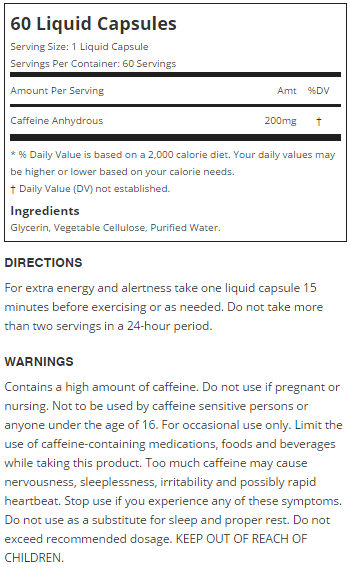 60 Liquid Capsules
Serving Size: 1 Liquid Capsule
Servings Per Container: 60 Servings
Amount Per Serving Amt %DV
Caffeine Anhydrous 200mg †
* % Daily Value is based on a 2,000 calorie diet. Your daily values may
be higher or lower based on your calorie needs.
† Daily Value (DV) not established.
Ingredients
Glycerin, Vegetable Cellulose, Purified Water.
DIRECTIONS
For extra energy and alertness take one liquid capsule 15
minutes before exercising or as needed. Do not take more
than two servings in a 24-hour period.
WARNINGS
Contains a high amount of caffeine. Do not use if pregnant or
nursing. Not to be used by caffeine sensitive persons or
anyone under the age of 16. For occasional use only. Limit the
use of caffeine-containing medications, foods and beverages
while taking this product. Too much caffeine may cause
nervousness, sleeplessness, irritability and possibly rapid
heartbeat. Stop use if you experience any of these symptoms.
Do not use as a substitute for sleep and proper rest. Do not
exceed recommended dosage. KEEP OUT OF REACH OF
CHILDREN.